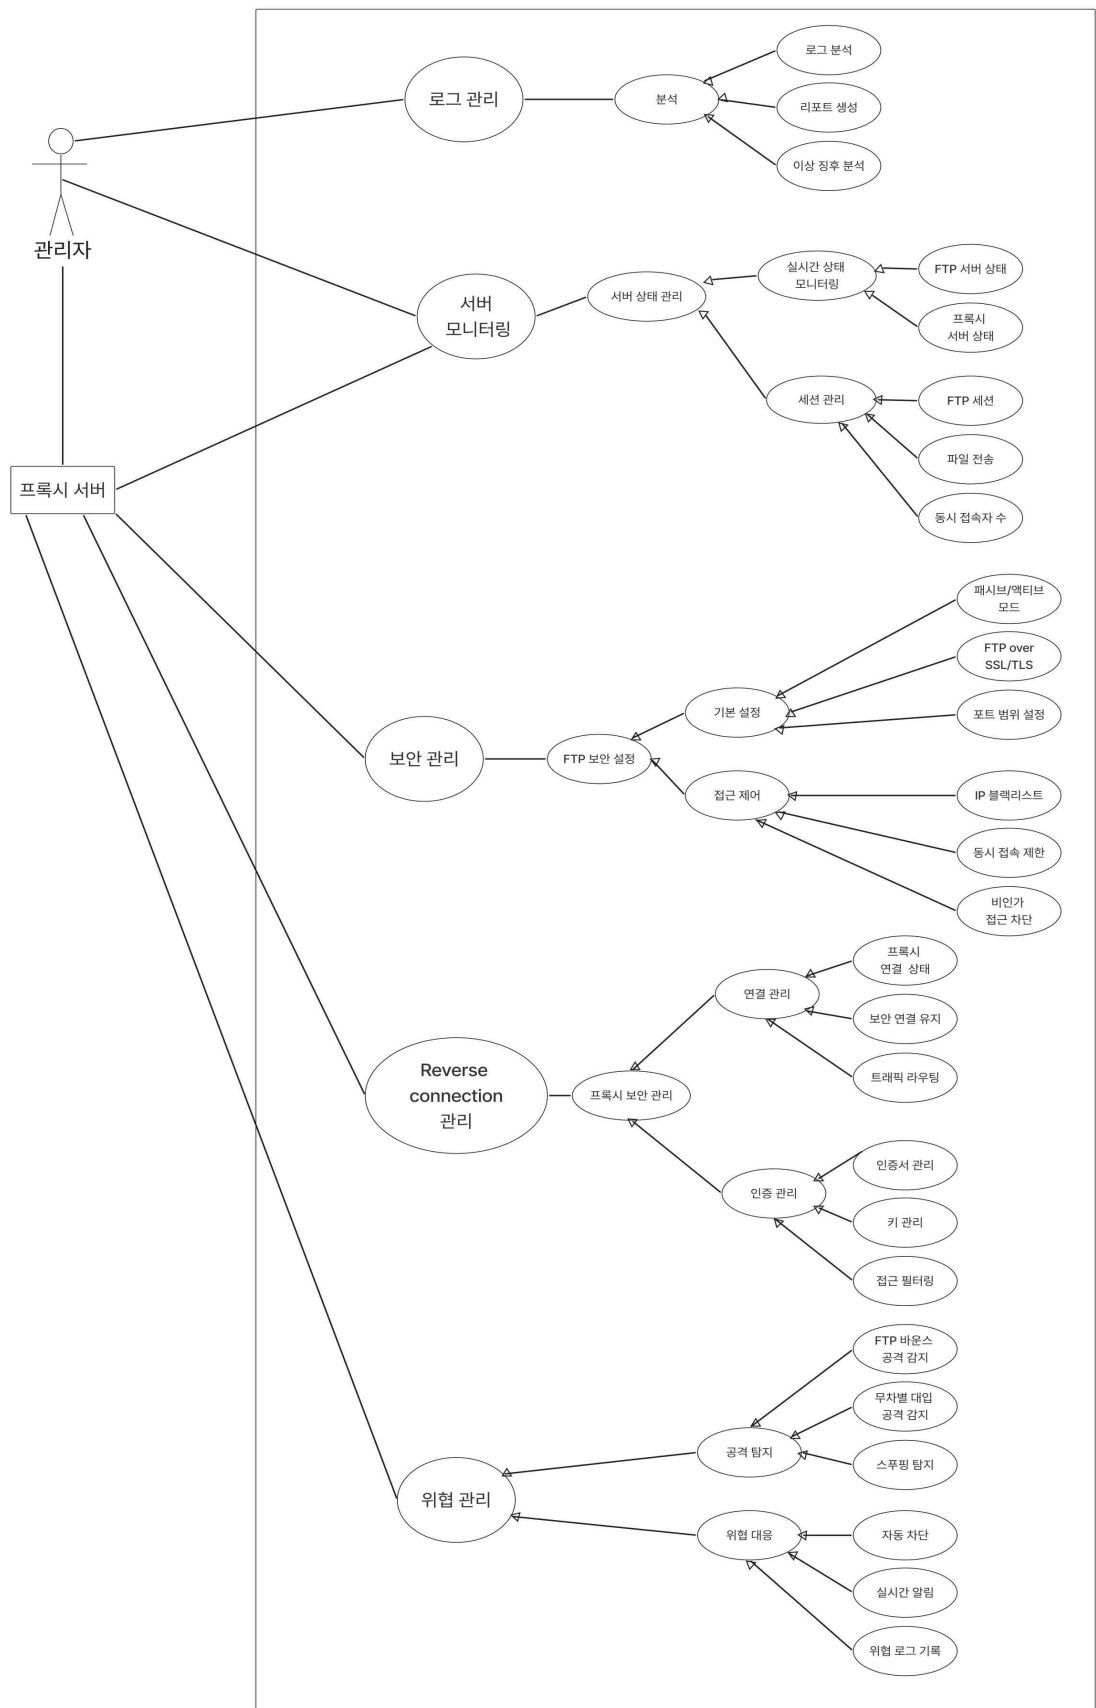 관리자
프록시 서버
로그 관리
분석
로그 분석
리포트 생성
이상 징후 분석
서버
모니터링
서버 상태 관리
실시간 상태
모니터링
FTP 서버 상태
프록시
서버 상태
세션 관리
FTP 세션
파일 전송
동시 접속자 수
보안 관리
FTP 보안 설정
기본 설정
패시브/액티브
모드
FTP over
SSL/TLS
포트 범위 설정
접근 제어
IP 블랙리스트
동시 접속 제한
비인가
접근 차단
Reverse
connection
관리
프록시 보안 관리
연결 관리
프록시
연결 상태
보안 연결 유지
트래픽 라우팅
인증 관리
인증서 관리
키 관리
접근 필터링
위협 관리
공격 탐지
FTP 바운스
공격 감지
무차별 대입
공격 감지
스푸핑 탐지
위협 대응
자동 차단
실시간 알림
위협 로그 기록